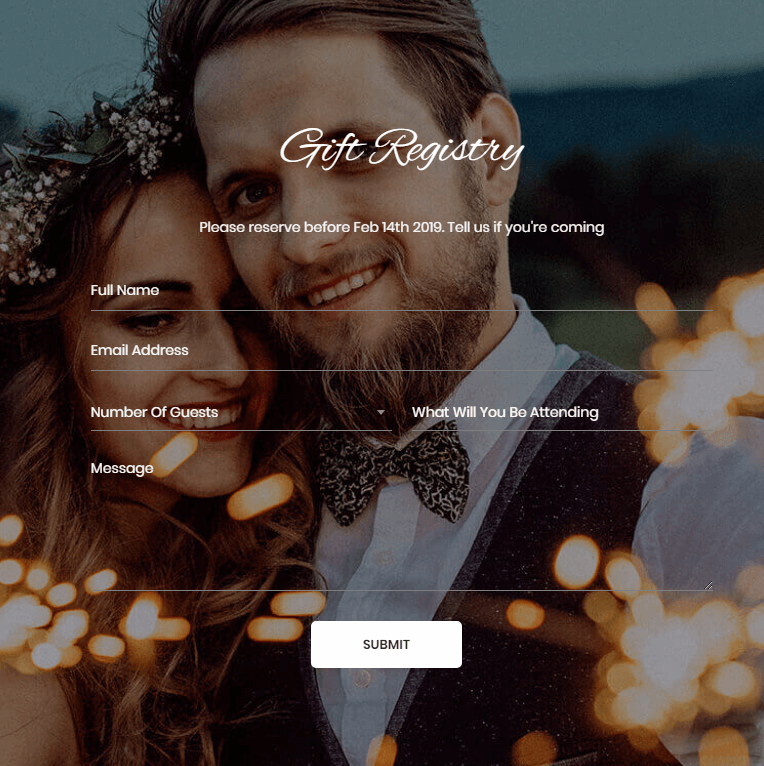 Gift Registry
Please reserve before Feb 14th 2019. Tell us if you're coming
Full Name
Email Address
Number Of Guests
What Will You Be Attending
Message
SUBMIT